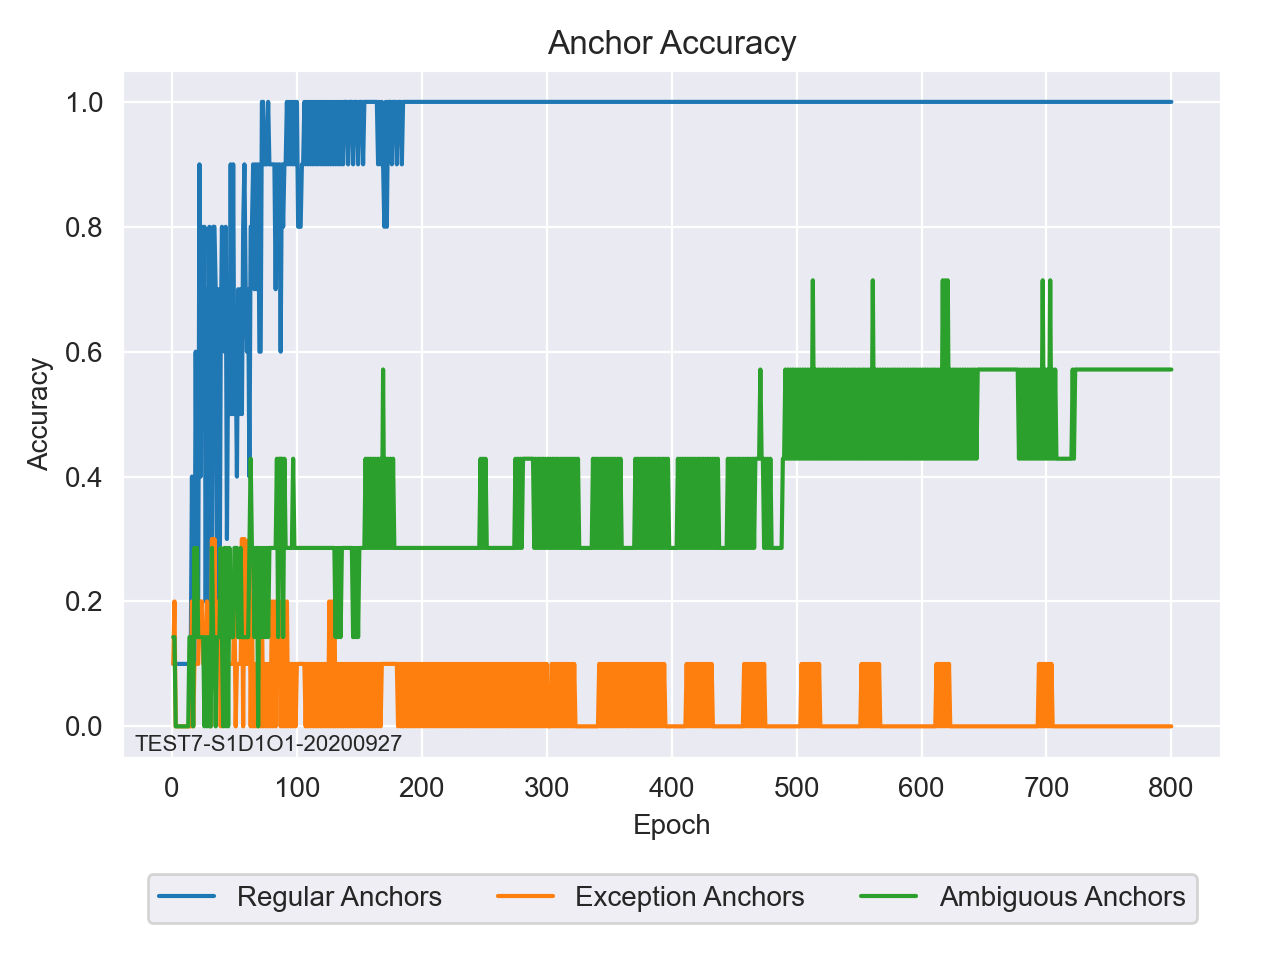 Anchor Accuracy
1.0
0.8
0.6
0.4
0.2
0.0
Accuracy
TEST7-S1D1O1-20200927
0 100 200 300 400 500 600 700 800
Epoch
Regular Anchors Exception Anchors Ambiguous Anchors